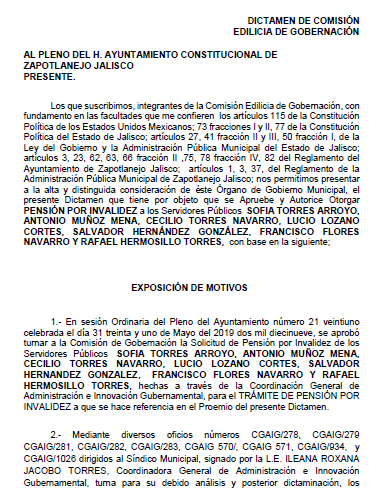 DICTAMEN DE COMISIÓN
EDILICIA DE GOBERNACIÓN
AL PLENO DEL H. AYUNTAMIENTO CONSTITUCIONAL DE
ZAPOTLANEJO JALISCO
PRESENTE.
Los que suscribimos, integrantes de la Comisión Edilicia de Gobernación, con
fundamento en las facultades que me confieren los artículos 115 de la Constitución
Política de los Estados Unidos Mexicanos; 73 fracciones I y II, 77 de la Constitución
Política del Estado de Jalisco; artículos 27, 41 fracción II y III, 50 fracción I, de la
Ley del Gobierno y la Administración Pública Municipal del Estado de Jalisco;
artículos 3, 23, 62, 63, 66 fracción II ,75, 78 fracción IV, 82 del Reglamento del
Ayuntamiento de Zapotlanejo Jalisco; artículos 1, 3, 37, del Reglamento de la
Administración Pública Municipal de Zapotlanejo Jalisco; nos permitimos presentar
a la alta y distinguida consideración de éste Órgano de Gobierno Municipal, el
presente Dictamen que tiene por objeto que se Apruebe y Autorice Otorgar
PENSIÓN POR INVALIDEZ a los Servidores Públicos SOFIA TORRES ARROYO,
ANTONIO MUÑOZ MENA, CECILIO TORRES NAVARRO, LUCIO LOZANO
CORTES, SALVADOR HERNÁNDEZ GONZÁLEZ, FRANCISCO FLORES
NAVARRO Y RAFAEL HERMOSILLO TORRES, con base en la siguiente;
EXPOSICIÓN DE MOTIVOS
1.- En sesión Ordinaria del Pleno del Ayuntamiento número 21 veintiuno
celebrada el día 31 treinta y uno de Mayo del 2019 dos mil diecinueve, se aprobó
turnar a la Comisión de Gobernación la Solicitud de Pensión por Invalidez de los
Servidores Públicos SOFIA TORRES ARROYO, ANTONIO MUÑOZ MENA,
CECILIO TORRES NAVARRO, LUCIO LOZANO CORTES, SALVADOR
HERNANDEZ GONZALEZ, FRANCISCO FLORES NAVARRO Y RAFAEL
HERMOSILLO TORRES, hechas a través de la Coordinación General de
Administración e Innovación Gubernamental, para el TRÁMITE DE PENSIÓN POR
INVALIDEZ a que se hace referencia en el Proemio del presente Dictamen.
2.- Mediante diversos oficios números CGAIG/278, CGAIG/279
CGAIG/281, CGAIG/282, CGAIG/283, CGAIG 570/, CGAIG 571, CGAIG/934, y
CGAIG/1026 dirigidos al Síndico Municipal, signado por la L.E. ILEANA ROXANA
JACOBO TORRES, Coordinadora General de Administración e Innovación
Gubernamental, turna para su debido análisis y posterior dictaminación, los